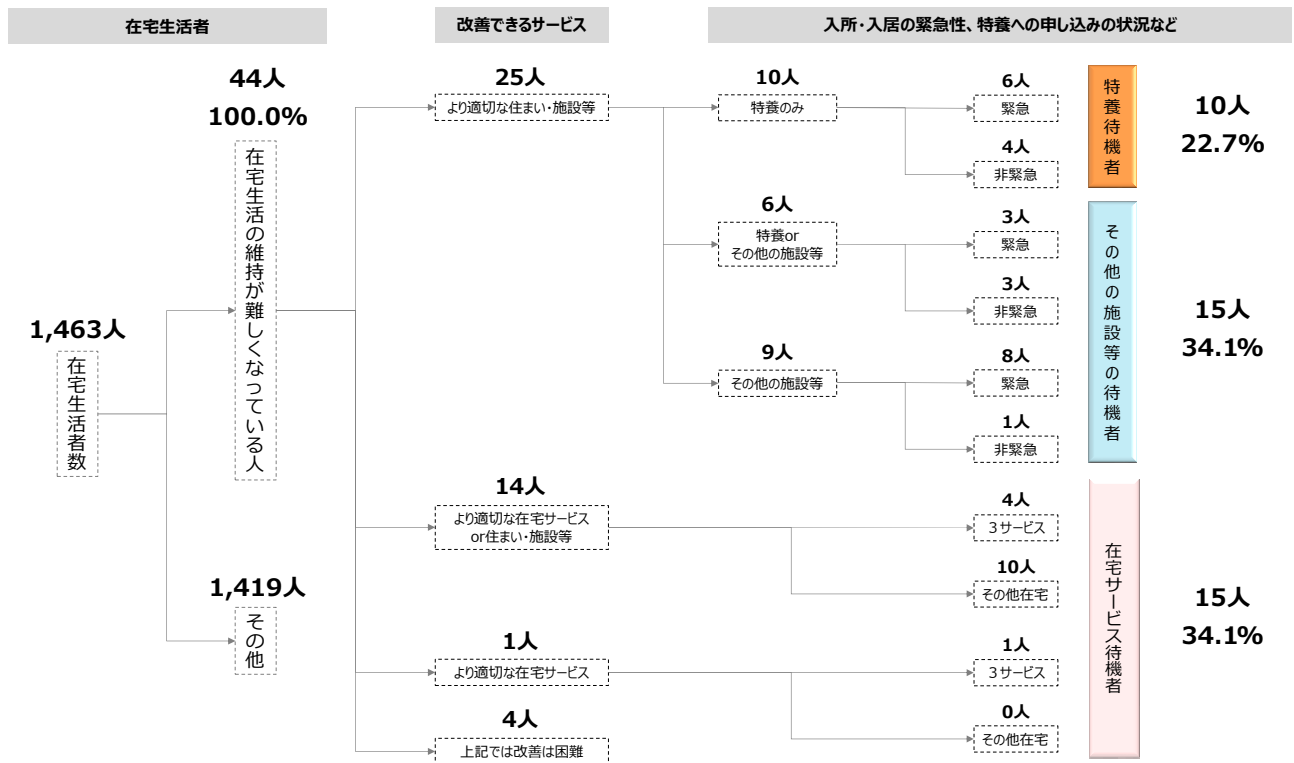 在宅生活者
改善できるサービス
入所・入居の緊急性、特養への申し込みの状況など
1,463人
在宅生活者数
44人
100.0%
在宅生活の維持が難しくなっている人
1,419人
その他
25人
より適切な住まい・施設等
10人
特養のみ
6人
緊急
4人
非緊急
6人
特養or
その他の施設等
3人
緊急
3人
非緊急
9人
その他の施設等
8人
緊急
1人
非緊急
14人
より適切な在宅サービス
or住まい・施設等
4人
3サービス
10人
その他在宅
1人
より適切な在宅サービス
1人
3サービス
0人
その他在宅
4人
上記では改善は困難
特養待機者
10人
22.7%
その他の施設等の待機者
15人
34.1%
在宅サービス待機者
15人
34.1%